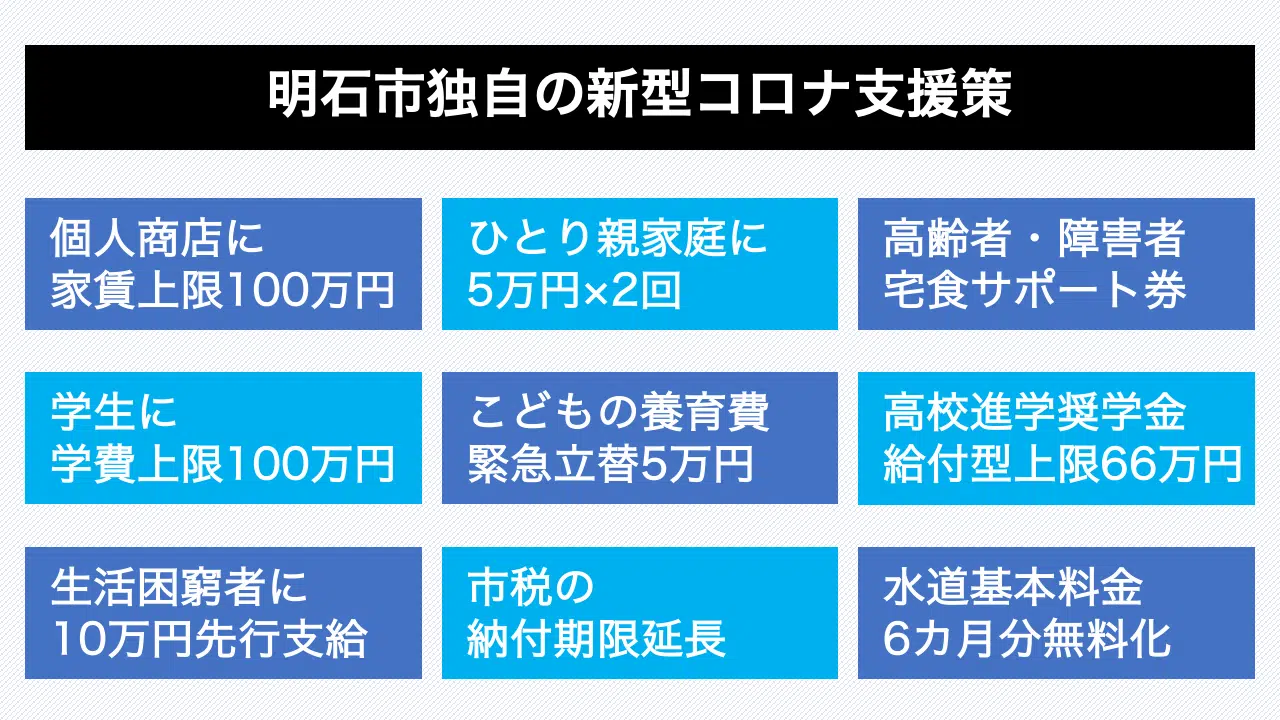 明石市独自の新型コロナ支援策
個人商店に
家賃上限100万円
ひとり親家庭に
5万円×2回
高齢者・障害者
宅食サポート券
学生に
学費上限100万円
こどもの養育費
緊急立替5万円
高校進学奨学金
給付型上限66万円
生活困窮者に
10万円先行支給
市税の
納付期限延長
水道基本料金
6カ月分無料化